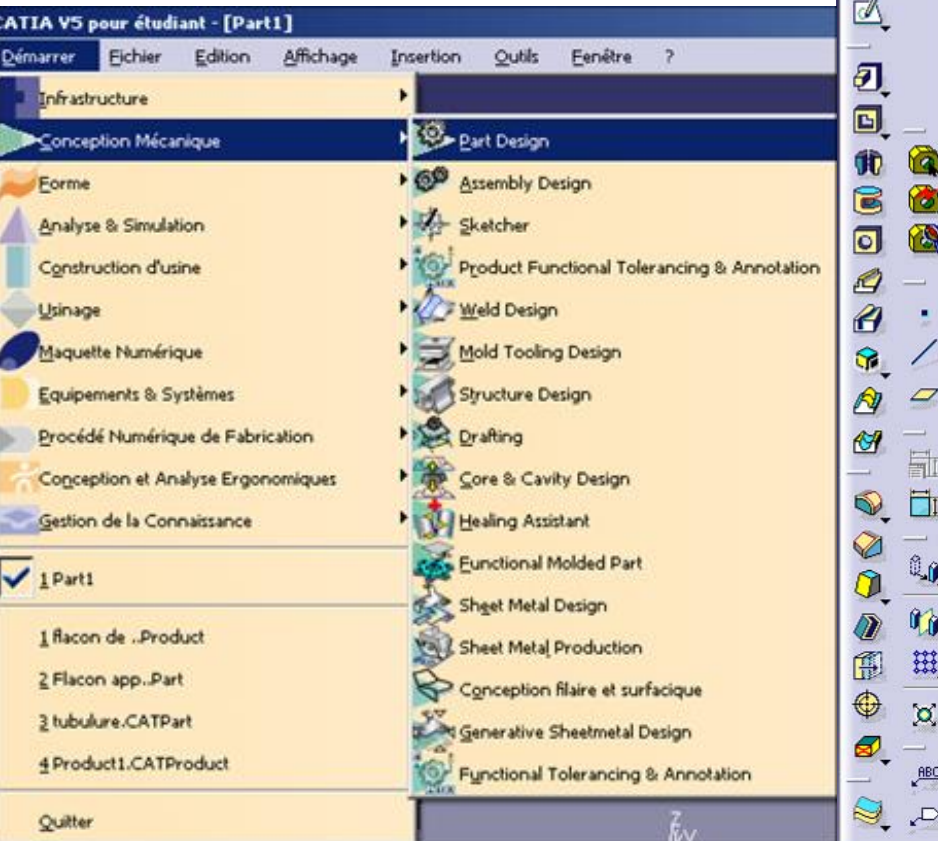 CATIA V5 pour étudiant - [Part1]
Démarrer Fichier Edition Affichage Insertion Outils Fenêtre ?
Infrastructure
Conception Mécanique
Forme
Analyse & Simulation
Construction d'usine
Usinage
Maquette Numérique
Equipements & Systèmes
Procédé Numérique de Fabrication
Conception et Analyse Ergonomiques
Gestion de la Connaissance
1 Part1
1 flacon de ..Product
2 Flacon app..Part
3 tubulure.CATPart
4 Product1.CATProduct
Quitter
Part Design
Assembly Design
Sketcher
Product Functional Tolerancing & Annotation
Weld Design
Mold Tooling Design
Structure Design
Drafting
Core & Cavity Design
Healing Assistant
Functional Molded Part
Sheet Metal Design
Sheet Metal Production
Conception filaire et surfacique
Generative Sheetmetal Design
Functional Tolerancing & Annotation
Z
ABC